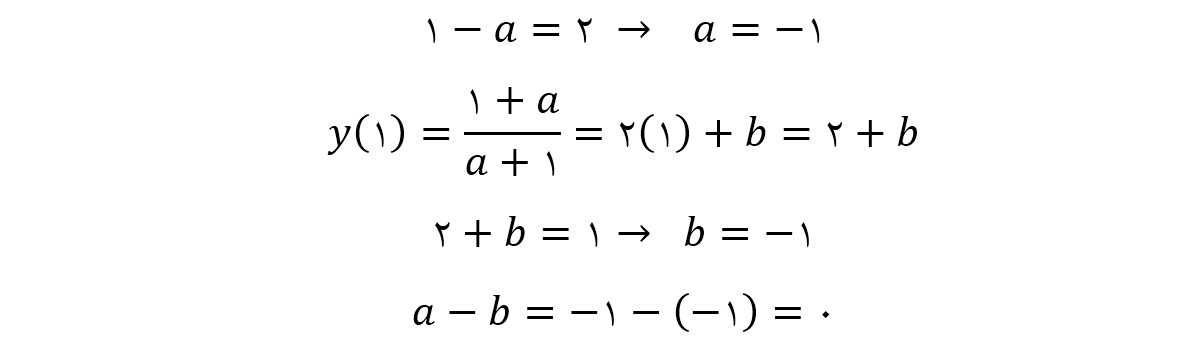 ۱ − a = ۲ → a = −۱
y(۱) = (۱ + a)/(a + ۱) = ۲(۱) + b = ۲ + b
۲ + b = ۱ → b = −۱
a − b = −۱ − (−۱) = ۰